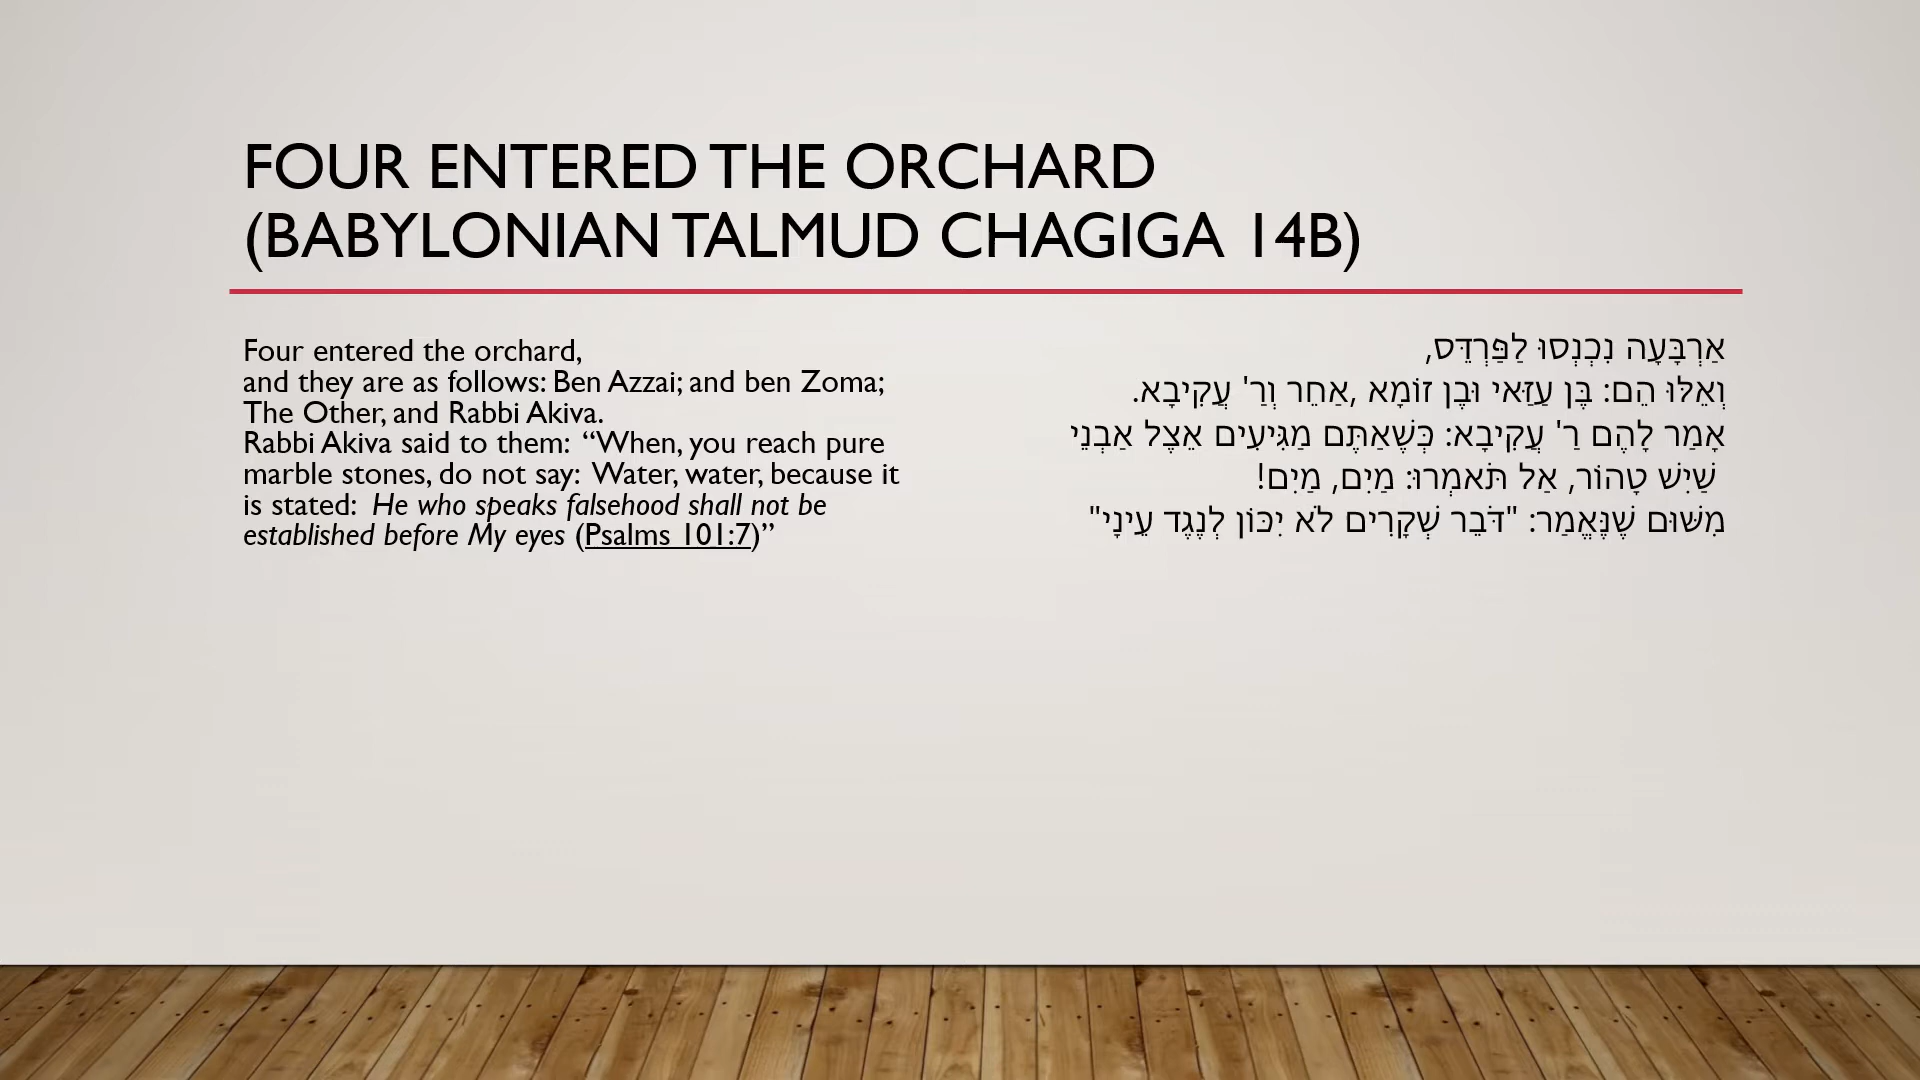 FOUR ENTERED THE ORCHARD
(BABYLONIAN TALMUD CHAGIGA 14B)
Four entered the orchard,
and they are as follows: Ben Azzai; and ben Zoma;
The Other, and Rabbi Akiva.
Rabbi Akiva said to them: “When, you reach pure
marble stones, do not say: Water, water, because it
is stated: He who speaks falsehood shall not be
established before My eyes (Psalms 101:7)”
אַרְבָּעָה נִכְנְסוּ לַפַּרְדֵּס,
וְאֵלּוּ הֵם: בֶּן עַזַּאי וּבֶן זוֹמָא ,אַחֵר וְרַ' עֲקִיבָא.
אָמַר לָהֶם רַ' עֲקִיבָא: כְּשֶׁאַתֶּם מַגִּיעִים אֵצֶל אַבְנֵי
שַׁיִשׁ טָהוֹר, אַל תֹּאמְרוּ: מַיִם, מַיִם!
מִשּׁוּם שֶׁנֶּאֱמַר: "דֹּבֵר שְׁקָרִים לֹא יִכּוֹן לְנֶגֶד עֵינָי"